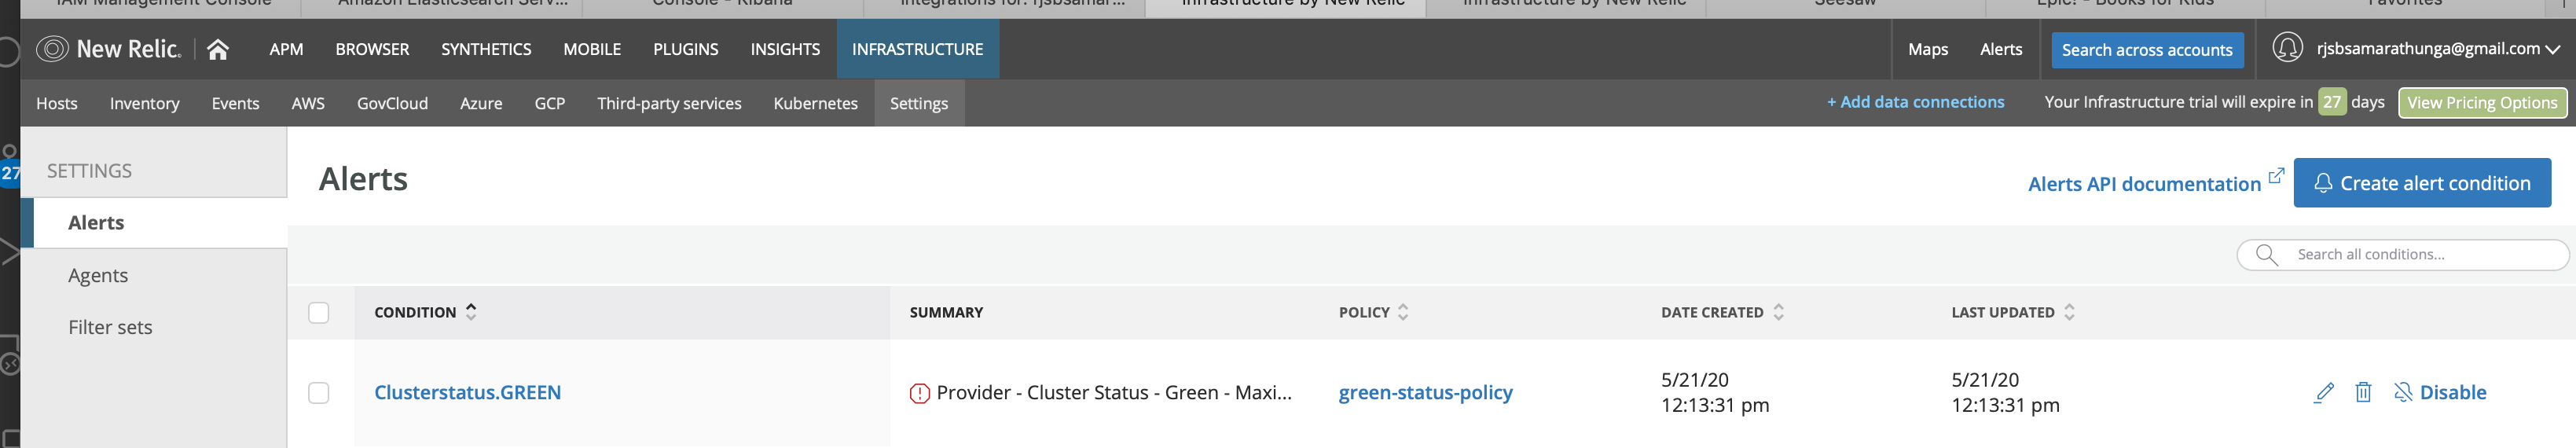 IAM Management Console Amazon Elasticsearch Serv... Console - Kibana Integrations for: rjsbsamar... Infrastructure by New Relic Infrastructure by New Relic Seesaw Epic! - Books for Kids Favorites
New Relic. APM BROWSER SYNTHETICS MOBILE PLUGINS INSIGHTS INFRASTRUCTURE Maps Alerts Search across accounts rjsbsamarathunga@gmail.com
Hosts Inventory Events AWS GovCloud Azure GCP Third-party services Kubernetes Settings + Add data connections Your Infrastructure trial will expire in 27 days View Pricing Options
27
SETTINGS
Alerts
Agents
Filter sets
Alerts
Alerts API documentation Create alert condition
Search all conditions...
CONDITION SUMMARY POLICY DATE CREATED LAST UPDATED
Clusterstatus.GREEN Provider - Cluster Status - Green - Maxi... green-status-policy 5/21/20 5/21/20 Disable
12:13:31 pm 12:13:31 pm